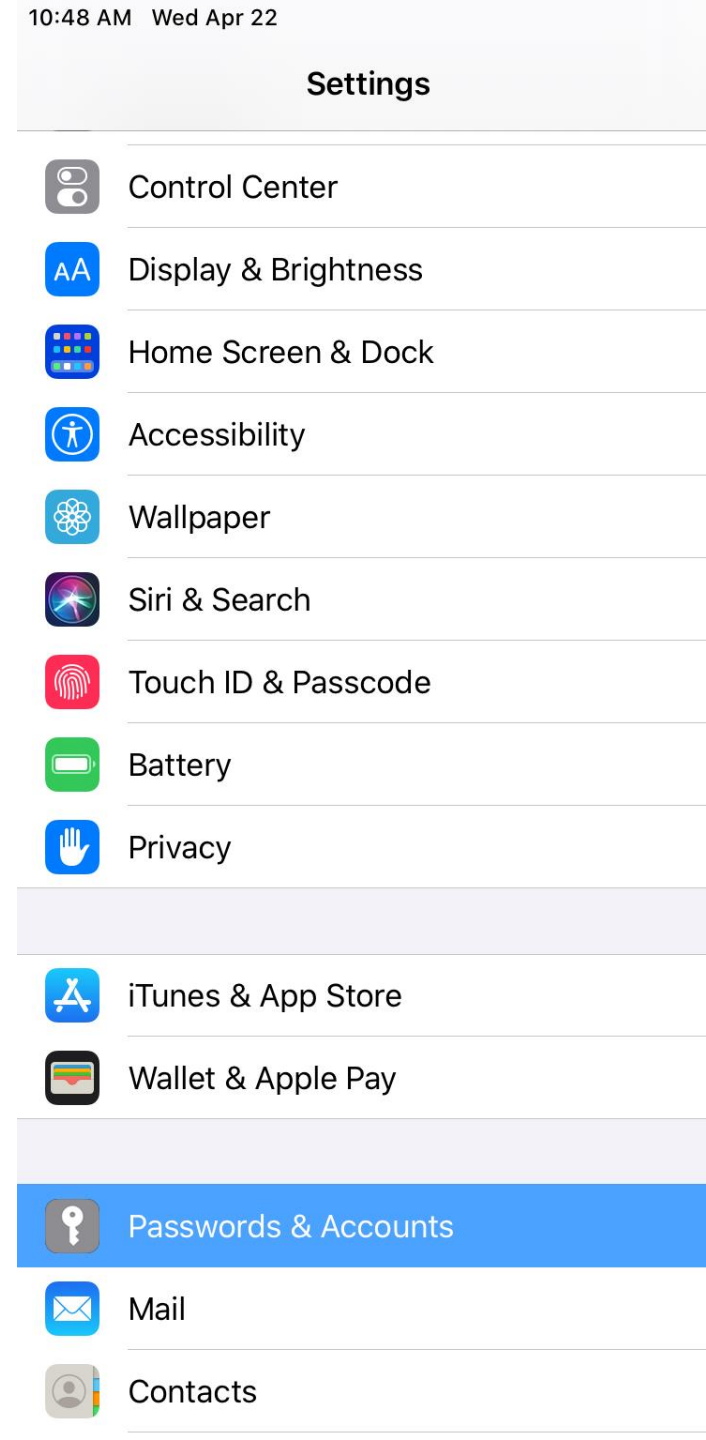 10:48 AM Wed Apr 22
Settings
Control Center
AA Display & Brightness
Home Screen & Dock
Accessibility
Wallpaper
Siri & Search
Touch ID & Passcode
Battery
Privacy
iTunes & App Store
Wallet & Apple Pay
Passwords & Accounts
Mail
Contacts